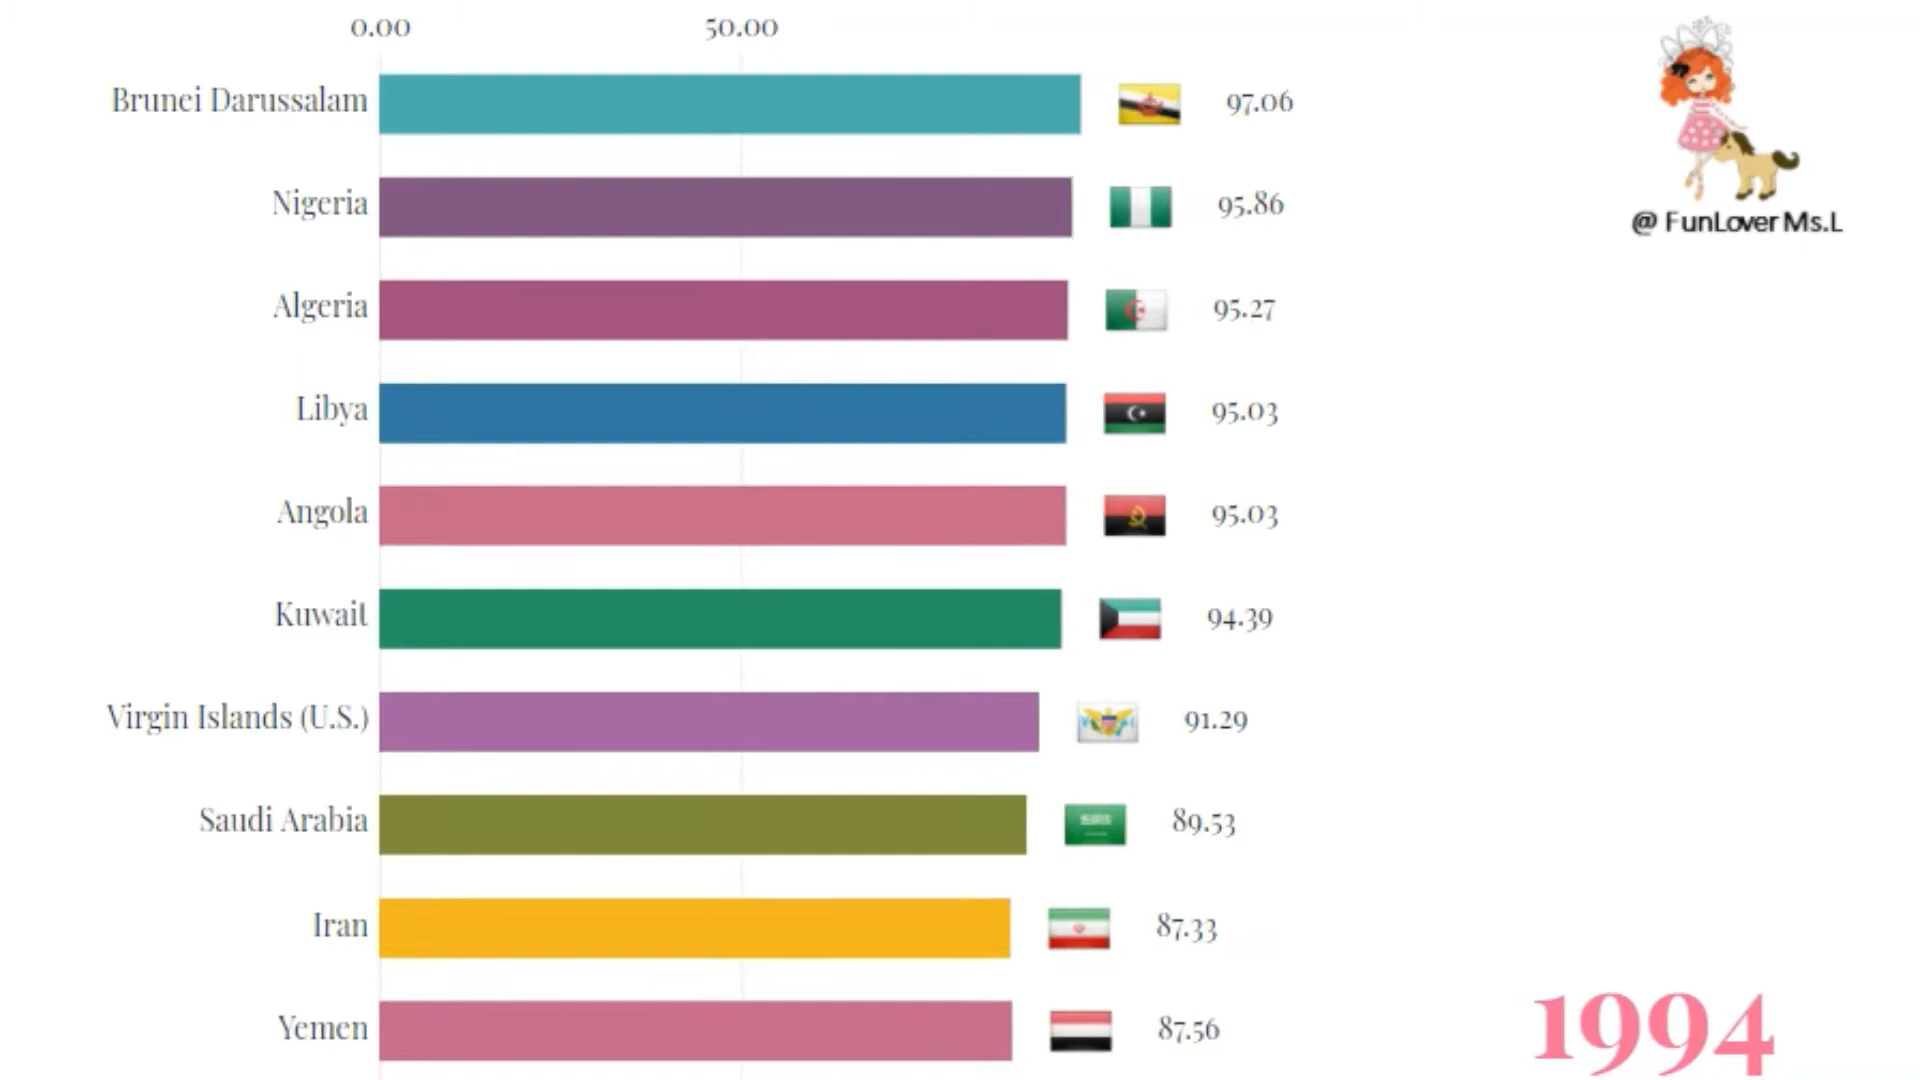 0.00 50.00
Brunei Darussalam 97.06
Nigeria 95.86
Algeria 95.27
Libya 95.03
Angola 95.03
Kuwait 94.39
Virgin Islands (U.S.) 91.29
Saudi Arabia 89.53
Iran 87.33
Yemen 87.56
@ FunLover Ms.L
1994